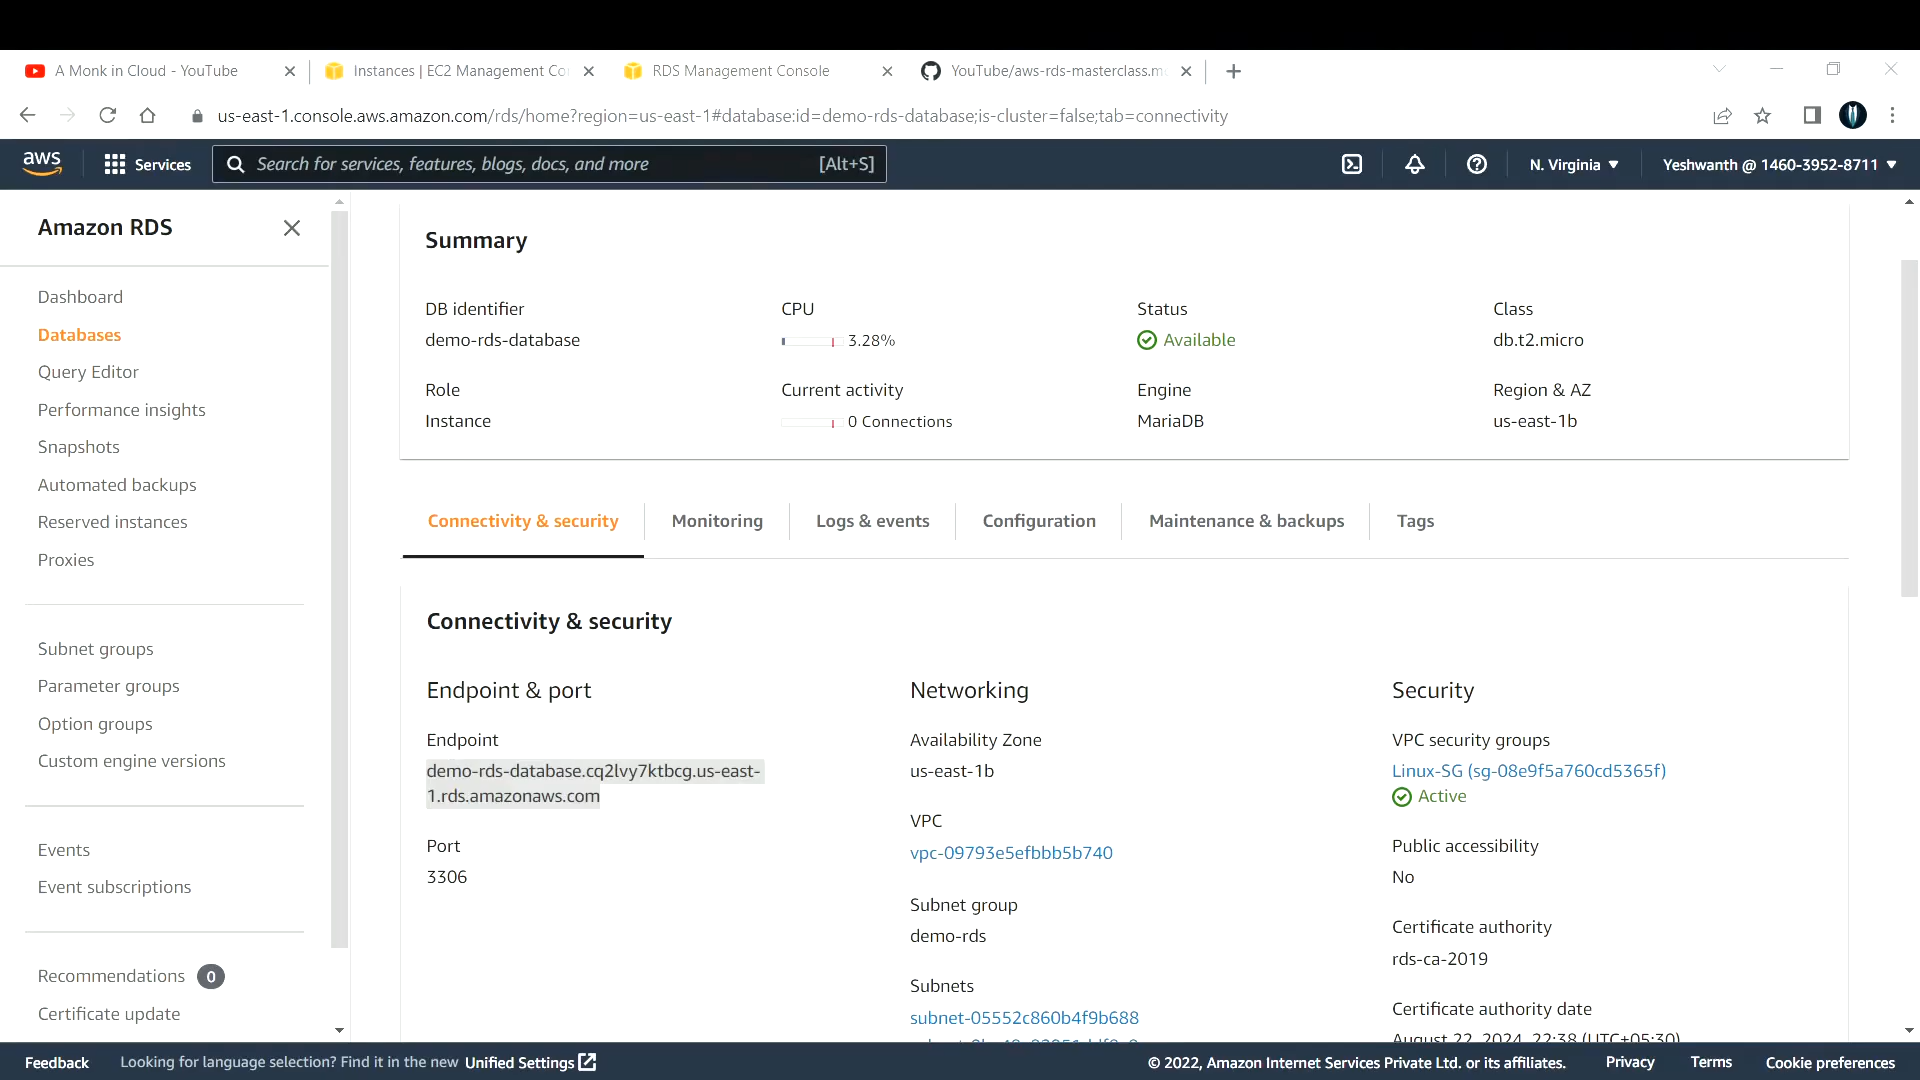 A Monk in Cloud - YouTube
Instances | EC2 Management Co
RDS Management Console
YouTube/aws-rds-masterclass.m
us-east-1.console.aws.amazon.com/rds/home?region=us-east-1#database:id=demo-rds-database;is-cluster=false;tab=connectivity
aws
Services
Search for services, features, blogs, docs, and more
[Alt+S]
N. Virginia
Yeshwanth @ 1460-3952-8711
Amazon RDS
Dashboard
Databases
Query Editor
Performance insights
Snapshots
Automated backups
Reserved instances
Proxies
Subnet groups
Parameter groups
Option groups
Custom engine versions
Events
Event subscriptions
Recommendations 0
Certificate update
Summary
DB identifier
demo-rds-database
CPU
3.28%
Status
Available
Class
db.t2.micro
Role
Instance
Current activity
0 Connections
Engine
MariaDB
Region & AZ
us-east-1b
Connectivity & security
Monitoring
Logs & events
Configuration
Maintenance & backups
Tags
Connectivity & security
Endpoint & port
Endpoint
demo-rds-database.cq2lvy7ktbcg.us-east-
1.rds.amazonaws.com
Port
3306
Networking
Availability Zone
us-east-1b
VPC
vpc-09793e5efbbb5b740
Subnet group
demo-rds
Subnets
subnet-05552c860b4f9b688
Security
VPC security groups
Linux-SG (sg-08e9f5a760cd5365f)
Active
Public accessibility
No
Certificate authority
rds-ca-2019
Certificate authority date
August 22, 2024, 22:38 (UTC+05:30)
Feedback
Looking for language selection? Find it in the new Unified Settings
© 2022, Amazon Internet Services Private Ltd. or its affiliates.
Privacy
Terms
Cookie preferences